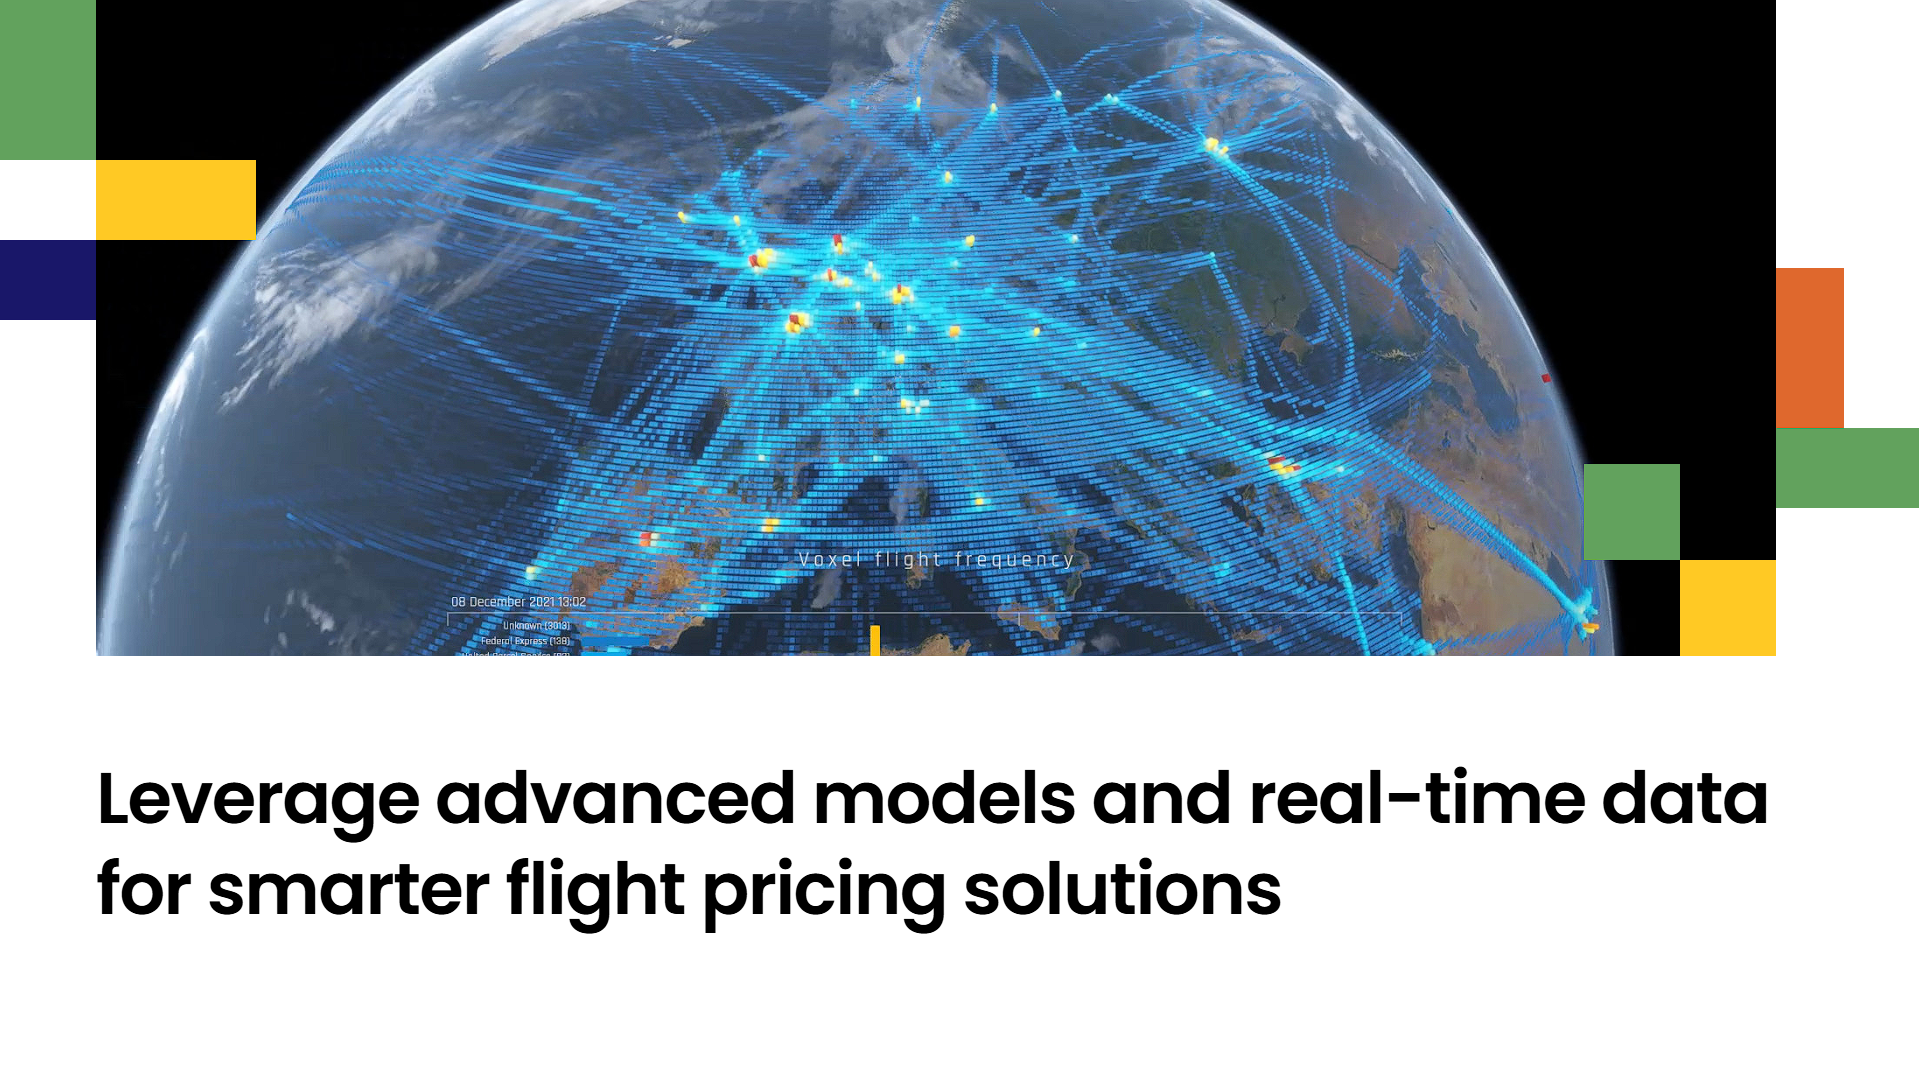 Voxel flight frequency
08 December 2021 13:02
Unknown (3013)
Federal Express (138)
Leverage advanced models and real-time data
for smarter flight pricing solutions